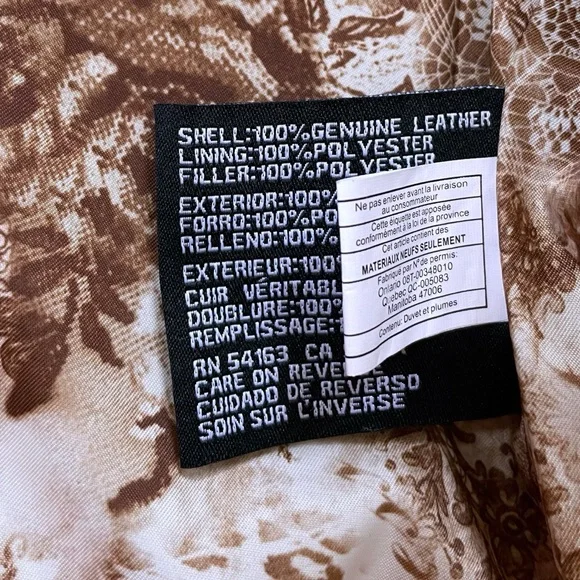 SHELL:100%GENUINE LEATHER
LINING:100%POLYESTER
FILLER:100%POLYESTER
EXTERIOR:100%
FORRO:100%PO
RELLENO:100%
EXTERIEUR:100
CUIR VÉRITABL
DOUBLURE:100%
REMPLISSAGE:1
RN 54163 CA
CARE ON REVERSE
CUIDADO DE REVERSO
SOIN SUR L'INVERSE
Ne pas enlever avant la livraison
au consommateur
Cette étiquette est apposée
conformément à la loi de la province
Cet article contient des
MATERIAUX NEUFS SEULEMENT
Fabriqué par N° de permis:
Ontario 08T-00348010
Quebec QC-005083
Manitoba 47006
Contenu: Duvet et plumes